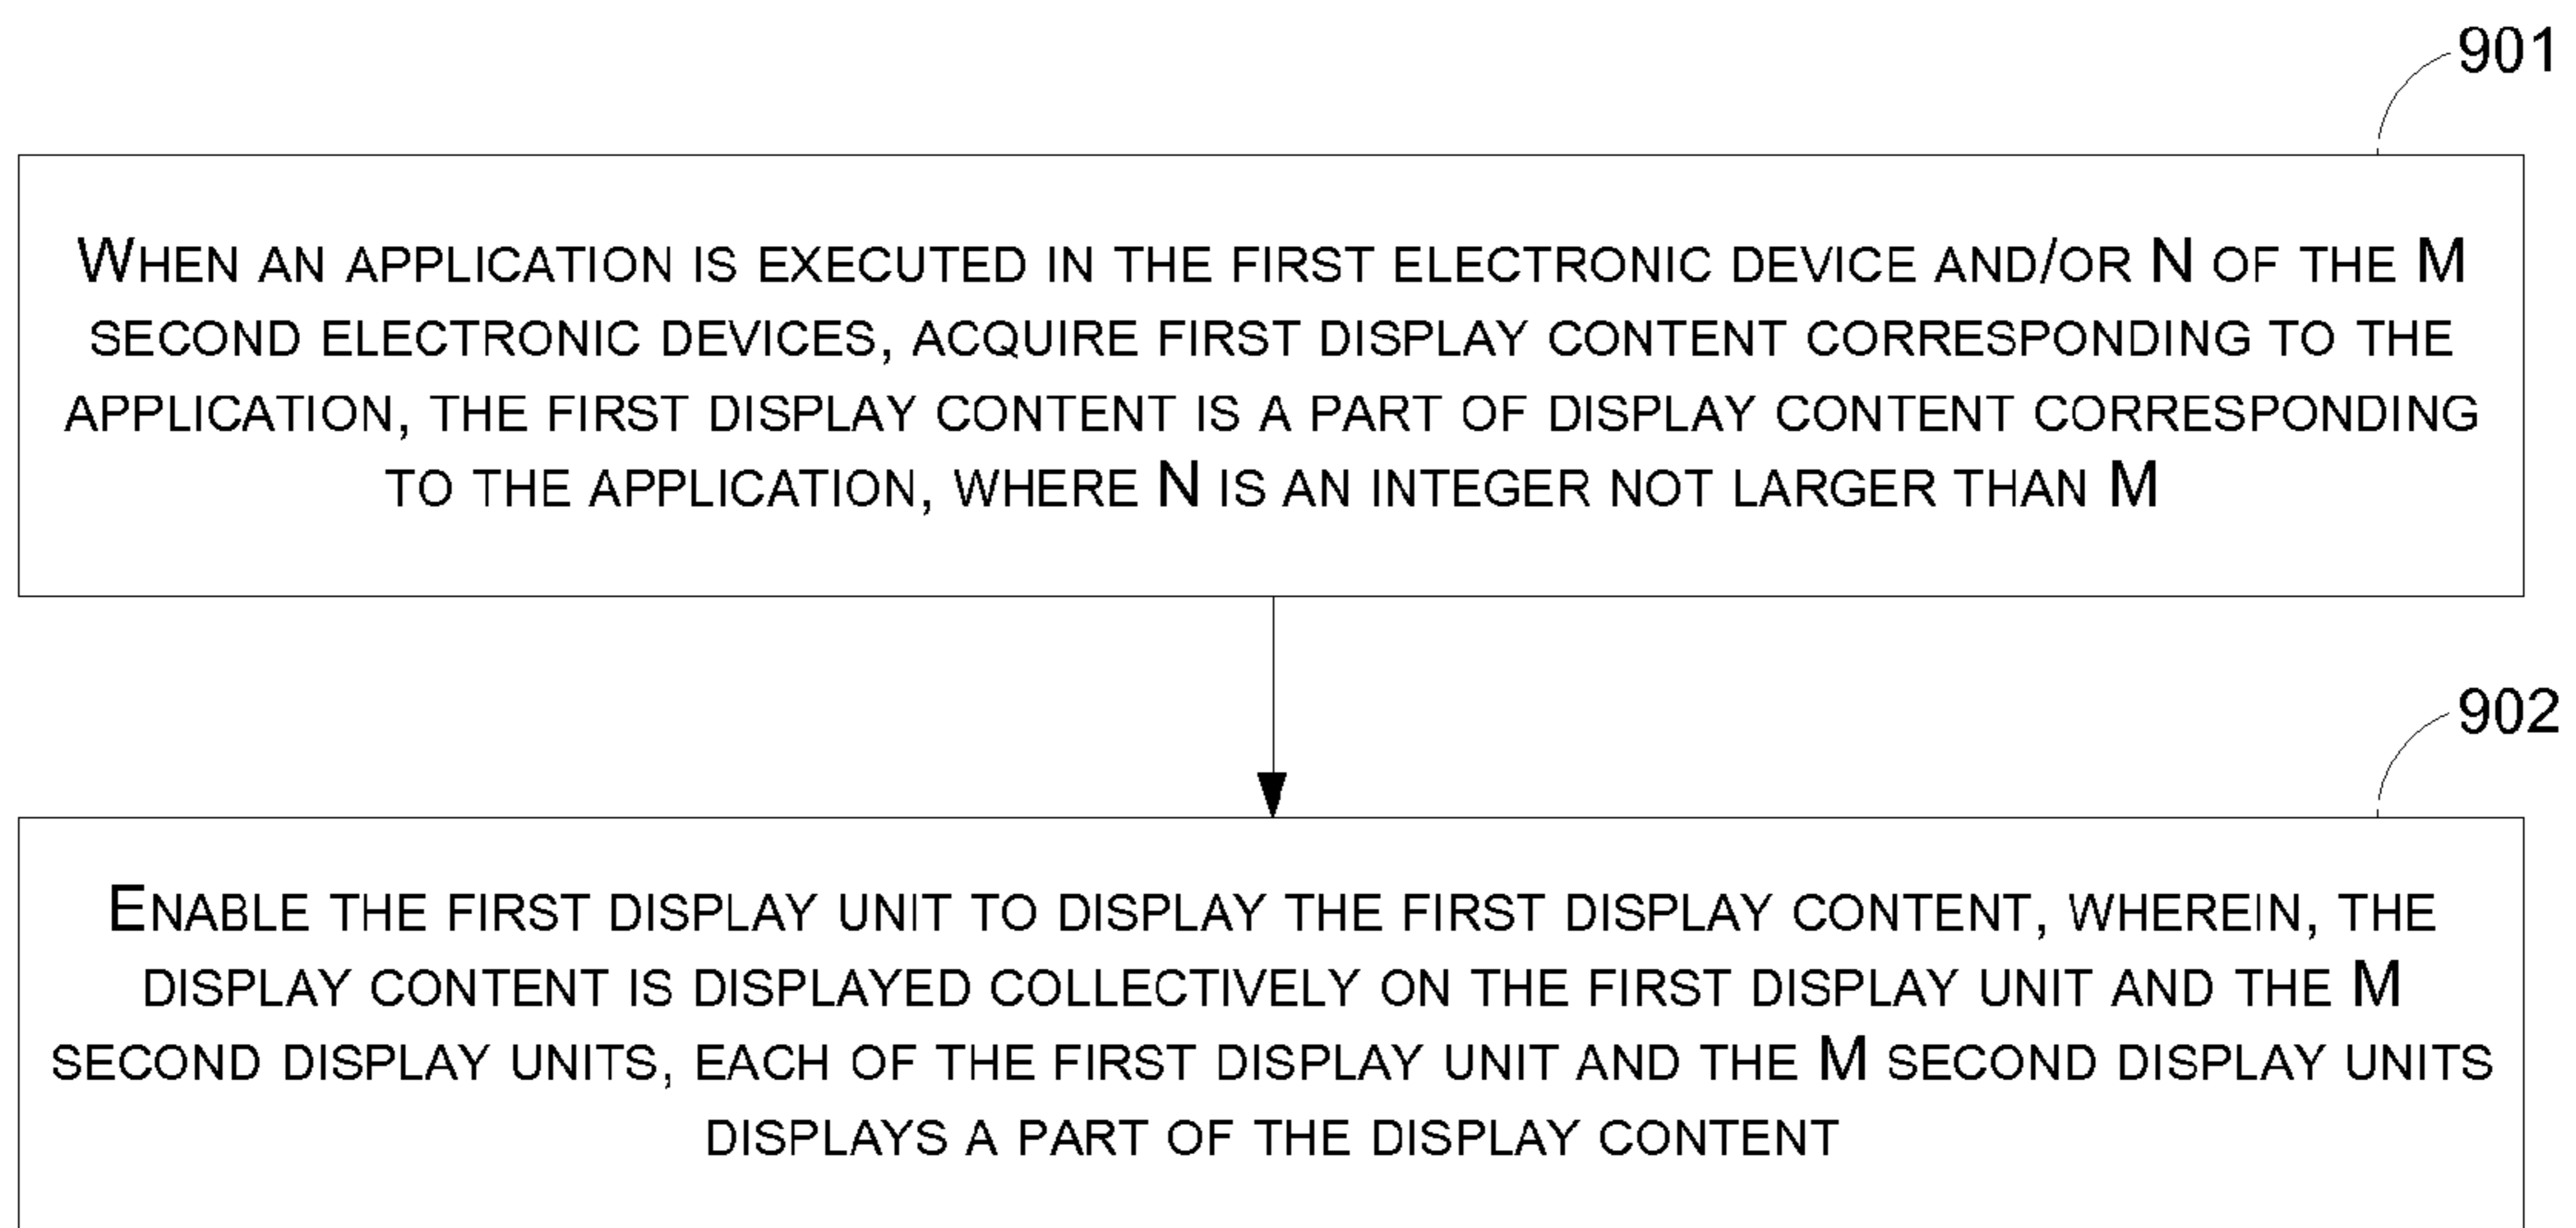 901
WHEN AN APPLICATION IS EXECUTED IN THE FIRST ELECTRONIC DEVICE AND/OR N OF THE M
SECOND ELECTRONIC DEVICES, ACQUIRE FIRST DISPLAY CONTENT CORRESPONDING TO THE
APPLICATION, THE FIRST DISPLAY CONTENT IS A PART OF DISPLAY CONTENT CORRESPONDING
TO THE APPLICATION, WHERE N IS AN INTEGER NOT LARGER THAN M
902
ENABLE THE FIRST DISPLAY UNIT TO DISPLAY THE FIRST DISPLAY CONTENT, WHEREIN, THE
DISPLAY CONTENT IS DISPLAYED COLLECTIVELY ON THE FIRST DISPLAY UNIT AND THE M
SECOND DISPLAY UNITS, EACH OF THE FIRST DISPLAY UNIT AND THE M SECOND DISPLAY UNITS
DISPLAYS A PART OF THE DISPLAY CONTENT